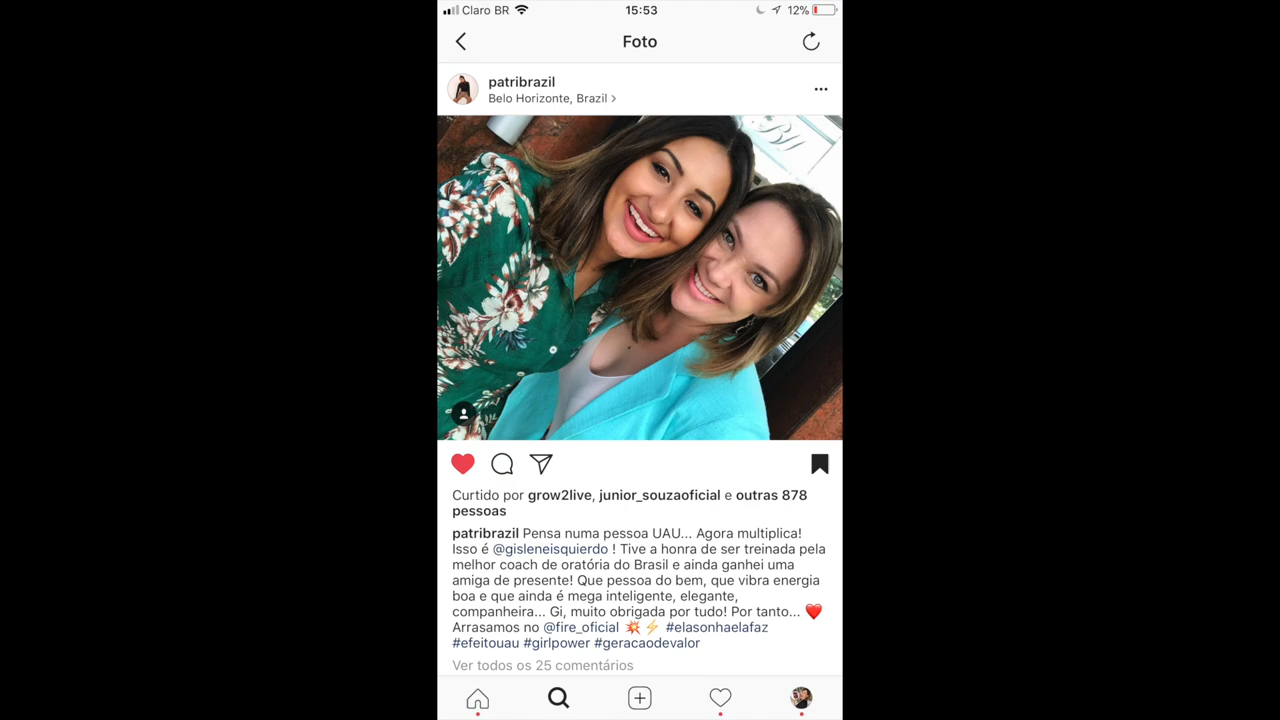 Claro BR 15:53 12%
Foto
patribrazil
Belo Horizonte, Brazil >
BH
Curtido por grow2live, junior_souzaoficial e outras 878
pessoas
patribrazil Pensa numa pessoa UAU... Agora multiplica!
Isso é @gisleneisquierdo ! Tive a honra de ser treinada pela
melhor coach de oratória do Brasil e ainda ganhei uma
amiga de presente! Que pessoa do bem, que vibra energia
boa e que ainda é mega inteligente, elegante,
companheira... Gi, muito obrigada por tudo! Por tanto... ❤️
Arrasamos no @fire_oficial 💥⚡ #elasonhaelafaz
#efeitouau #girlpower #geracaodevalor
Ver todos os 25 comentários